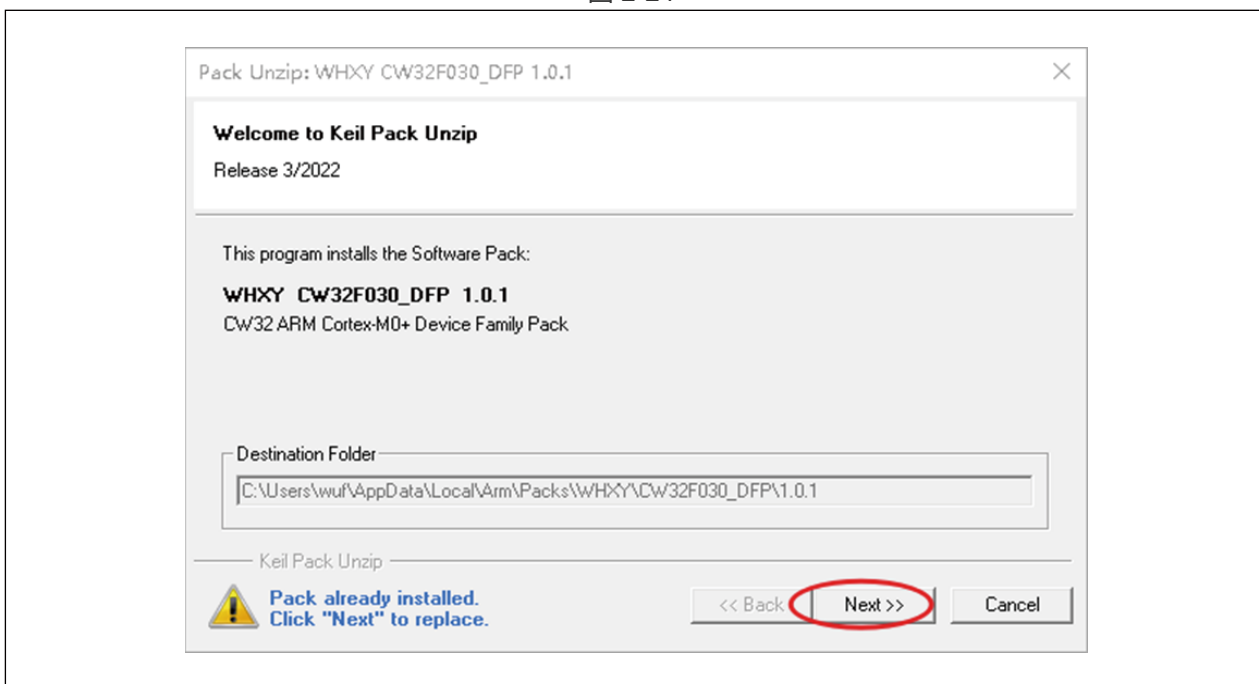 Pack Unzip: WHXY CW32F030_DFP 1.0.1
Welcome to Keil Pack Unzip
Release 3/2022
This program installs the Software Pack:
WHXY CW32F030_DFP 1.0.1
CW32 ARM Cortex-M0+ Device Family Pack
Destination Folder
C:\Users\wuf\AppData\Local\Arm\Packs\WHXY\CW32F030_DFP\1.0.1
Keil Pack Unzip
Pack already installed.
Click "Next" to replace.
<< Back
Next >>
Cancel